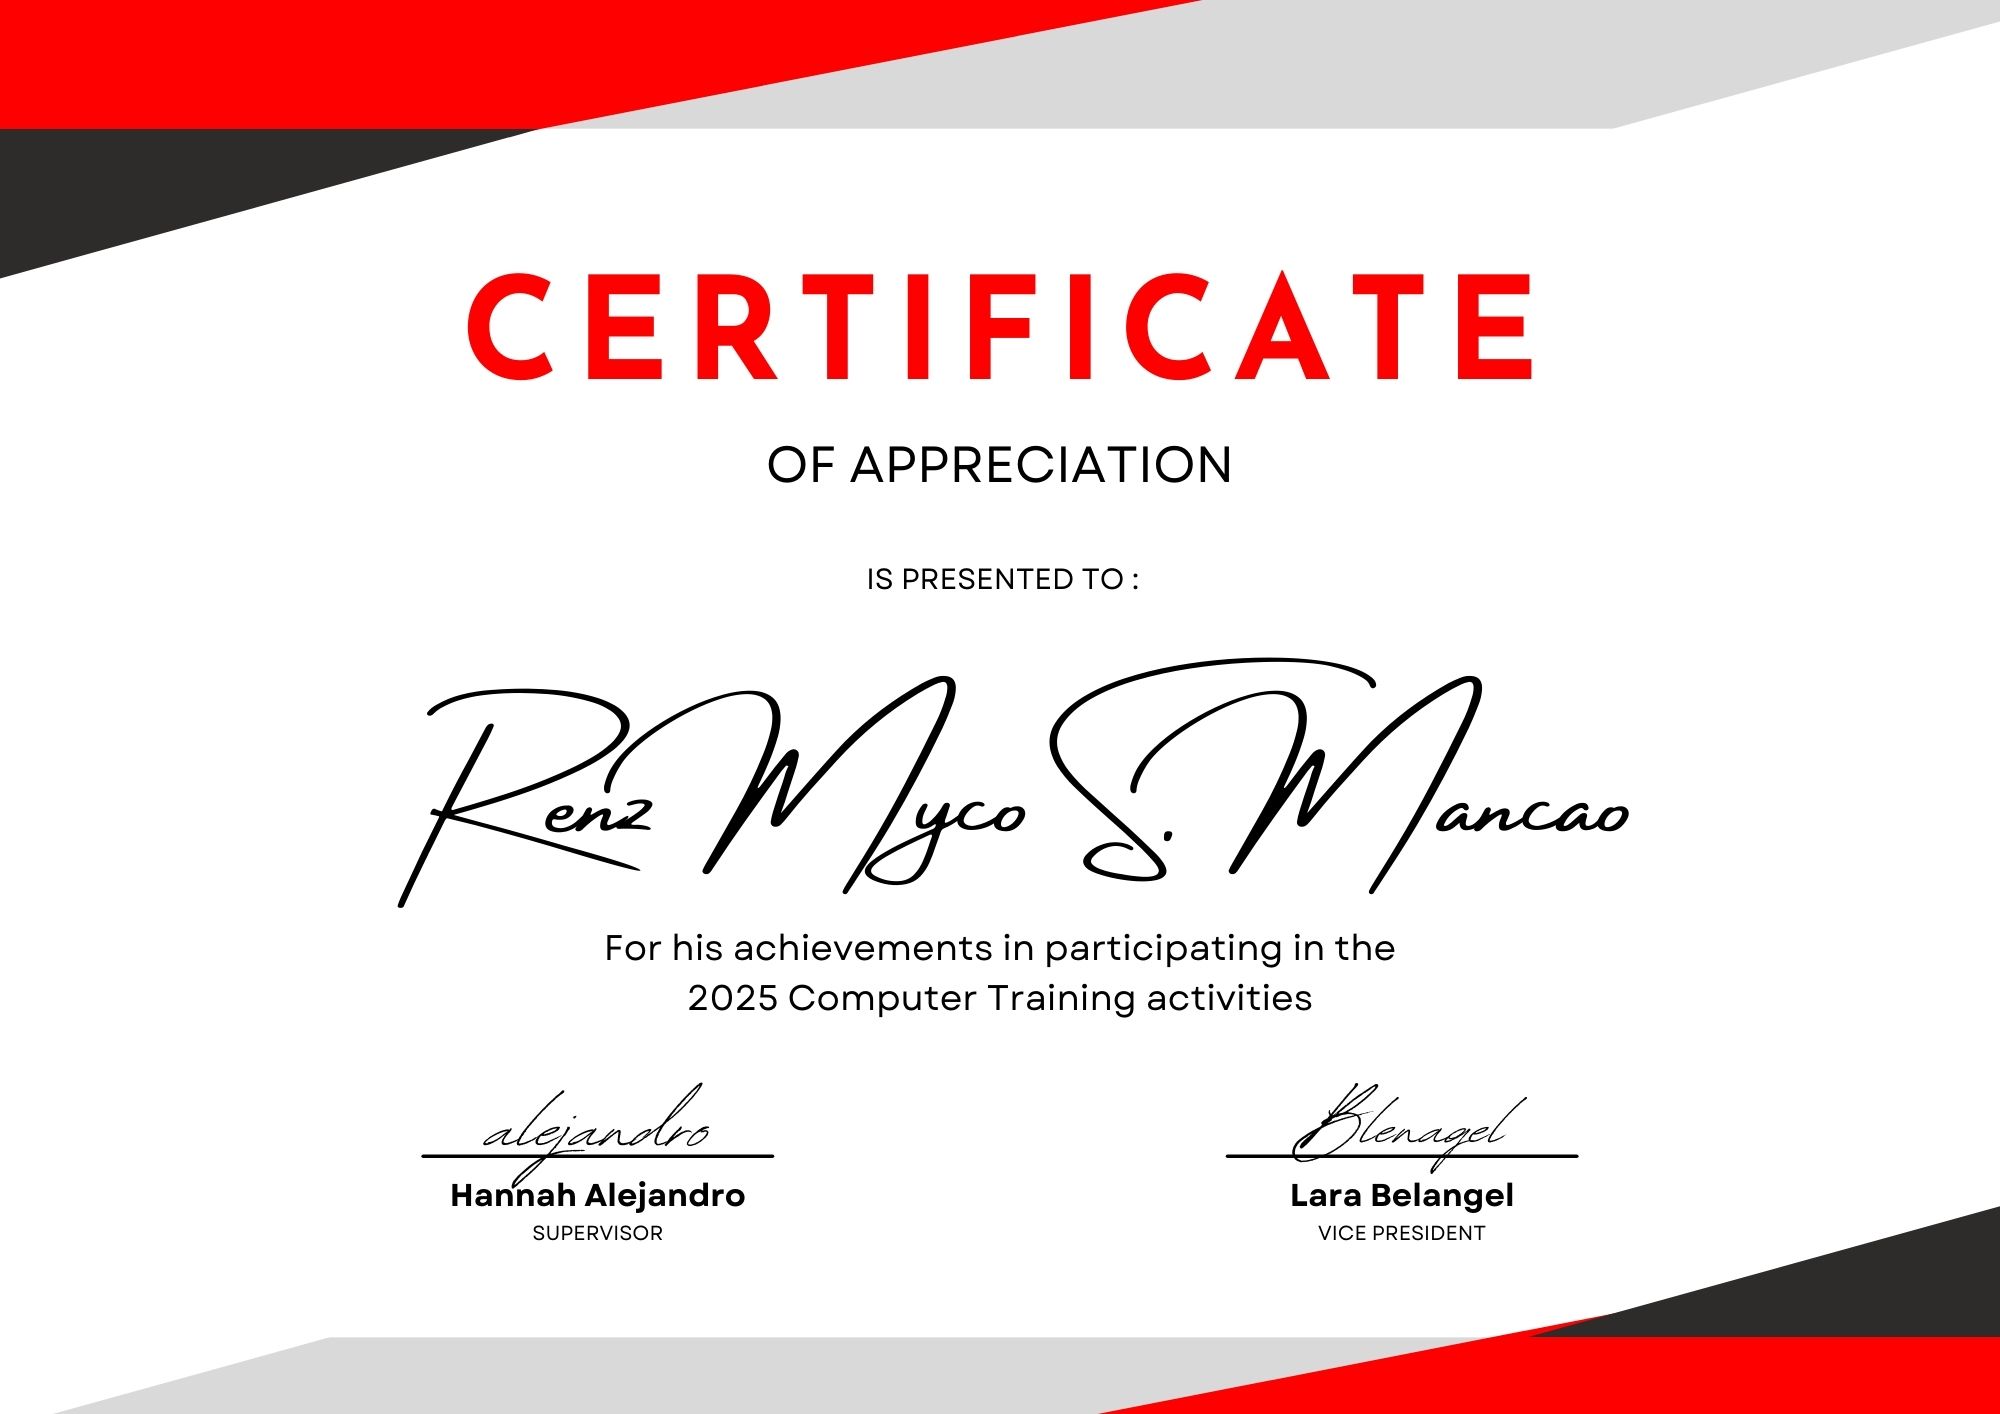 CERTIFICATE
OF APPRECIATION
IS PRESENTED TO :
Renz Myco S. Mancao
For his achievements in participating in the
2025 Computer Training activities
alejandro
Blenagel
Hannah Alejandro
Lara Belangel
SUPERVISOR
VICE PRESIDENT